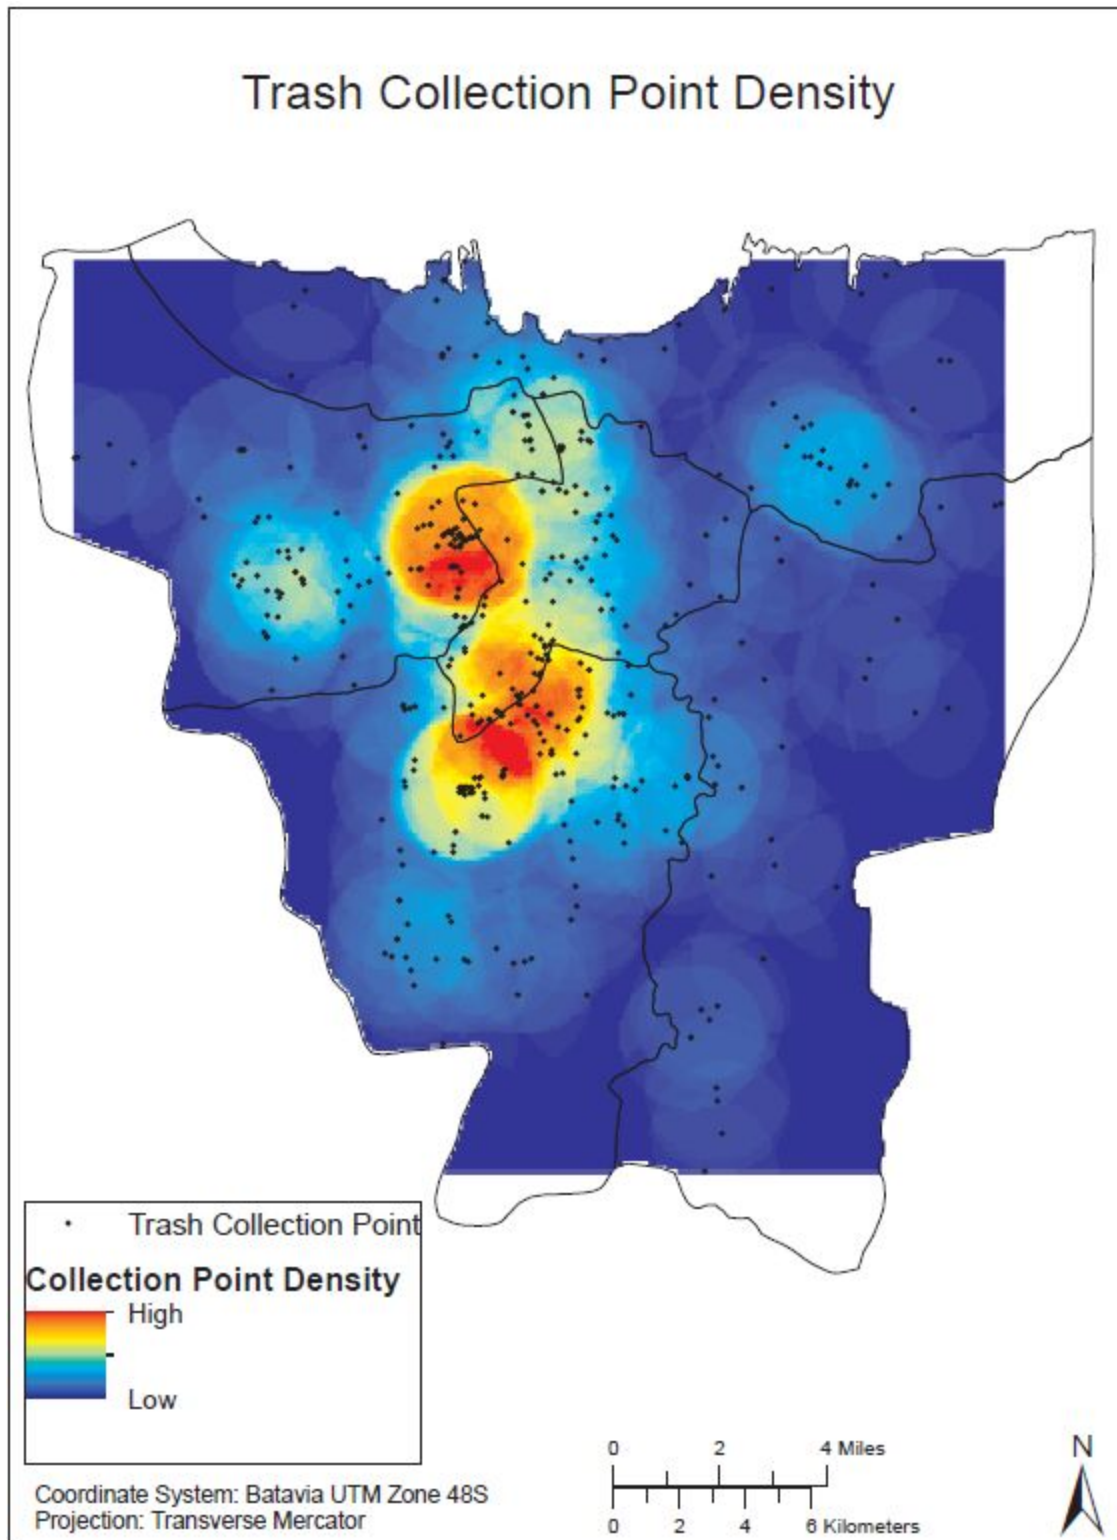 Trash Collection Point Density
Trash Collection Point
Collection Point Density
High
Low
0 2 4 Miles
0 2 4 6 Kilometers
N
Coordinate System: Batavia UTM Zone 48S
Projection: Transverse Mercator